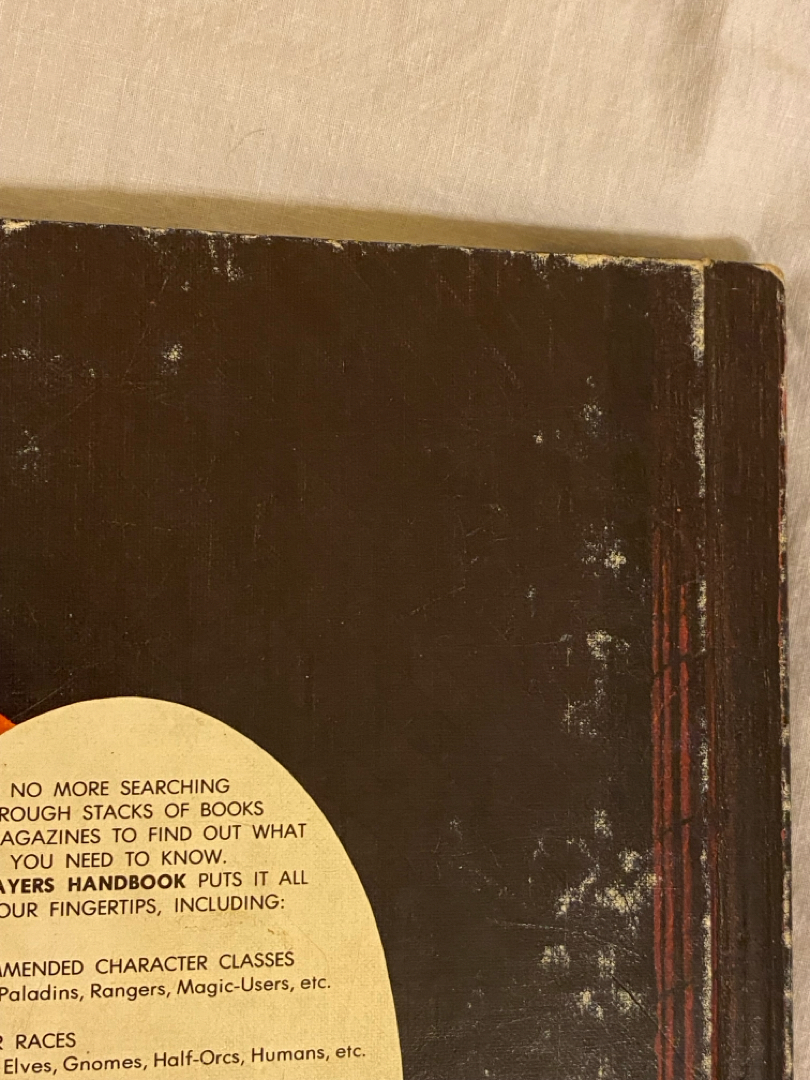 NO MORE SEARCHING
ROUGH STACKS OF BOOKS
AGAZINES TO FIND OUT WHAT
YOU NEED TO KNOW.
AYERS HANDBOOK PUTS IT ALL
OUR FINGERTIPS, INCLUDING:
MMENDED CHARACTER CLASSES
Paladins, Rangers, Magic-Users, etc.
R RACES
Elves, Gnomes, Half-Orcs, Humans, etc.